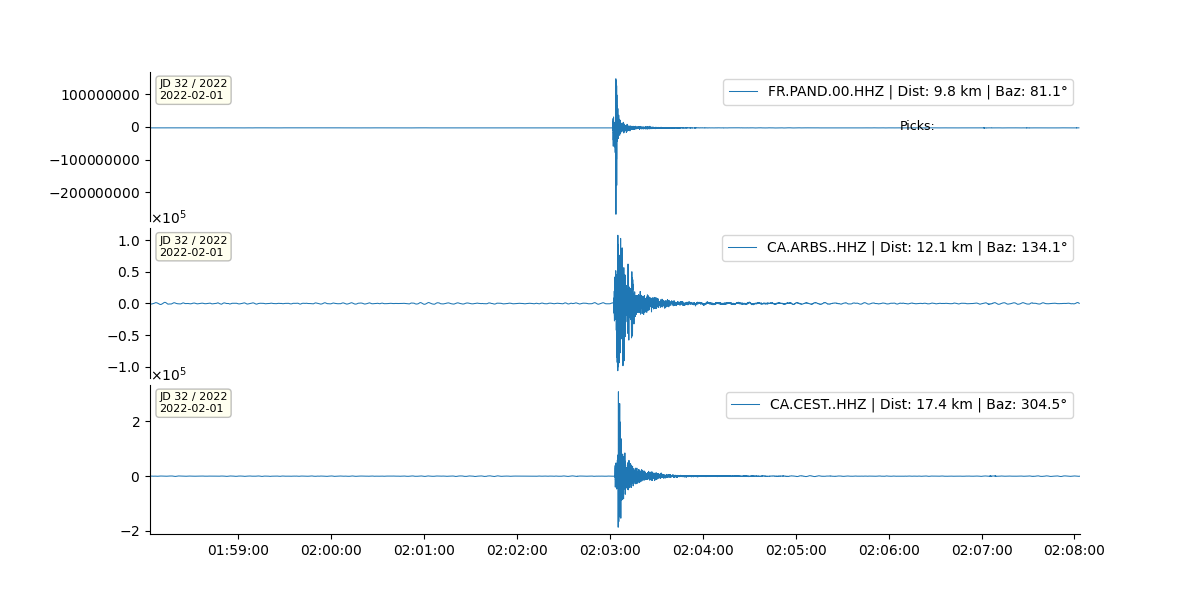 JD 32 / 2022
2022-02-01
FR.PAND.00.HHZ | Dist: 9.8 km | Baz: 81.1°
Picks:
100000000
0
−100000000
−200000000
×10⁵
JD 32 / 2022
2022-02-01
CA.ARBS..HHZ | Dist: 12.1 km | Baz: 134.1°
1.0
0.5
0.0
−0.5
−1.0
×10⁵
JD 32 / 2022
2022-02-01
CA.CEST..HHZ | Dist: 17.4 km | Baz: 304.5°
2
0
−2
01:59:00 02:00:00 02:01:00 02:02:00 02:03:00 02:04:00 02:05:00 02:06:00 02:07:00 02:08:00